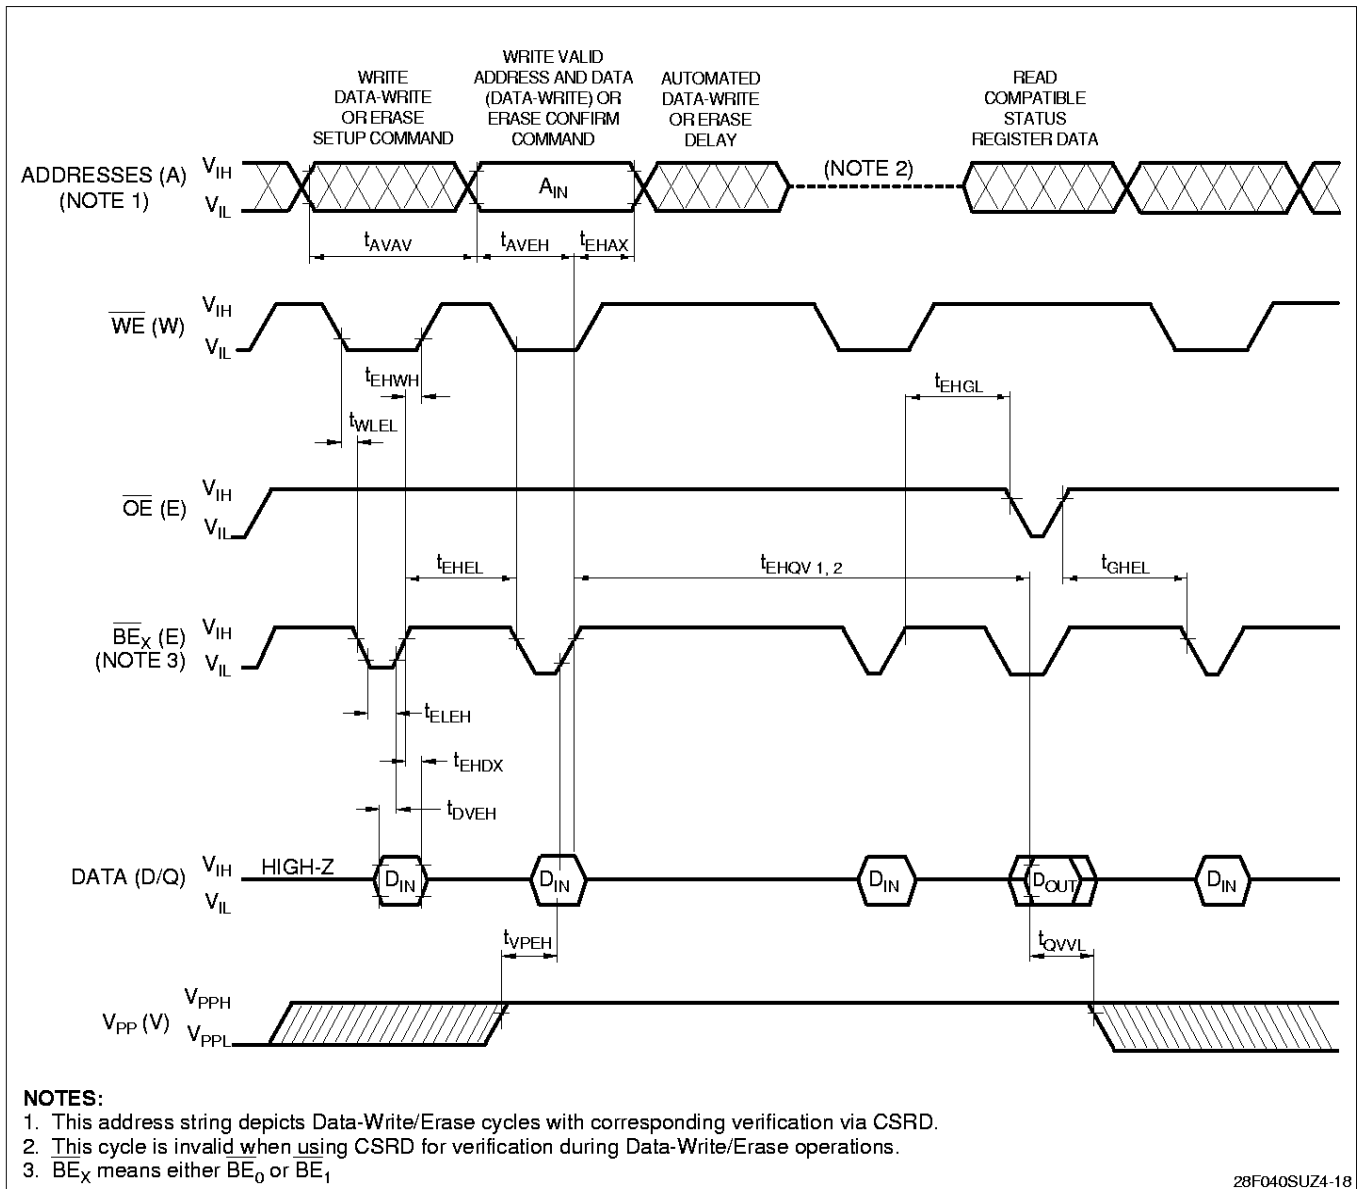 WRITE
DATA-WRITE
OR ERASE
SETUP COMMAND
WRITE VALID
ADDRESS AND DATA
(DATA-WRITE) OR
ERASE CONFIRM
COMMAND
AUTOMATED
DATA-WRITE
OR ERASE
DELAY
READ
COMPATIBLE
STATUS
REGISTER DATA
ADDRESSES (A)
(NOTE 1)
VIH
VIL
AIN
(NOTE 2)
tAVAV
tAVEH
tEHAX
WE (W)
VIH
VIL
tEHWH
tWLEL
tEHGL
OE (E)
VIH
VIL
tEHEL
tEHQV 1, 2
tGHEL
BEX (E)
(NOTE 3)
VIH
VIL
tELEH
tEHDX
tDVEH
DATA (D/Q)
VIH
VIL
HIGH-Z
DIN
DIN
DIN
DOUT
DIN
tVPEH
tQVVL
VPP (V)
VPPH
VPPL
NOTES:
1. This address string depicts Data-Write/Erase cycles with corresponding verification via CSRD.
2. This cycle is invalid when using CSRD for verification during Data-Write/Erase operations.
3. BEX means either BE0 or BE1
28F040SUZ4-18